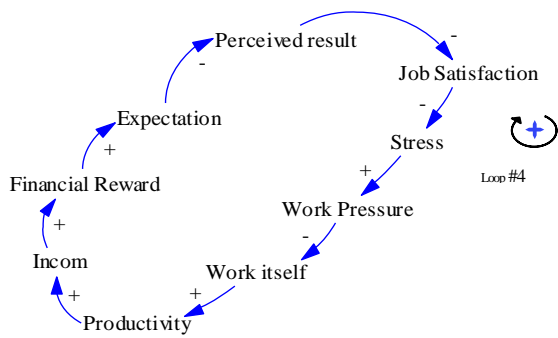 Perceived result
-
-
Job Satisfaction
-
Expectation
-
Stress
+
+
Financial Reward
Loop #4
Work Pressure
+
-
Incom
Work itself
+
+
Productivity